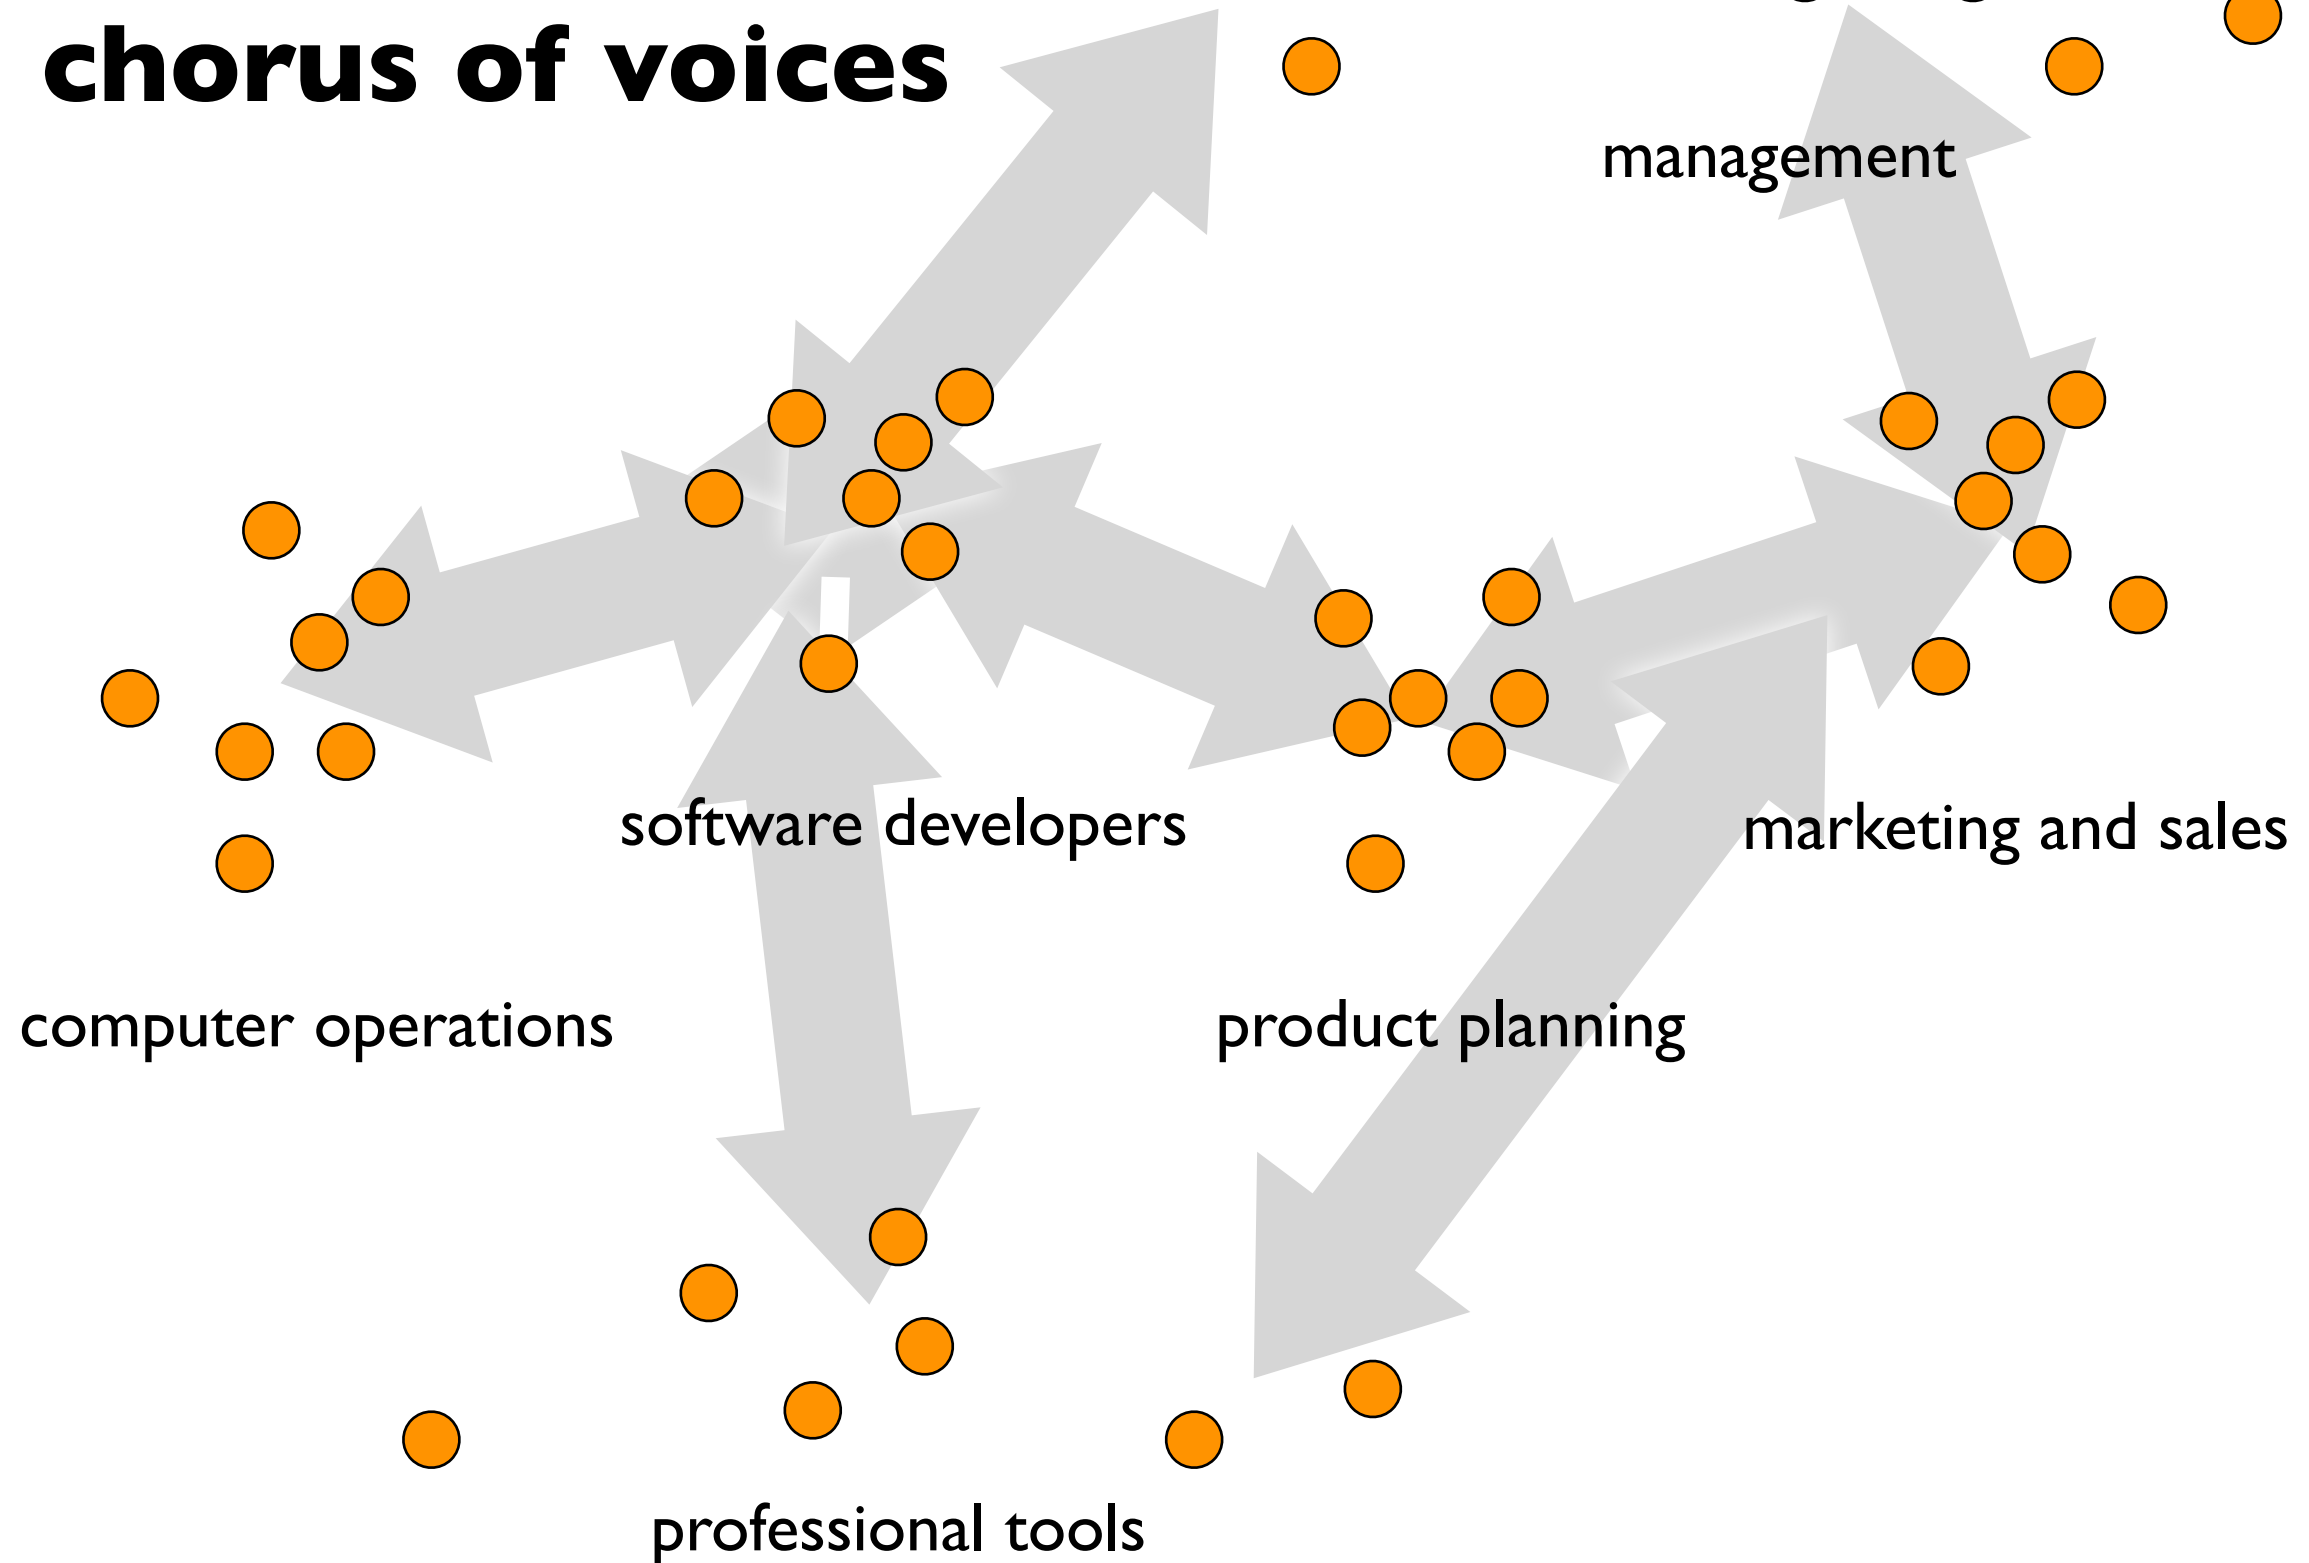 chorus of voices
management
software developers
marketing and sales
computer operations
product planning
professional tools